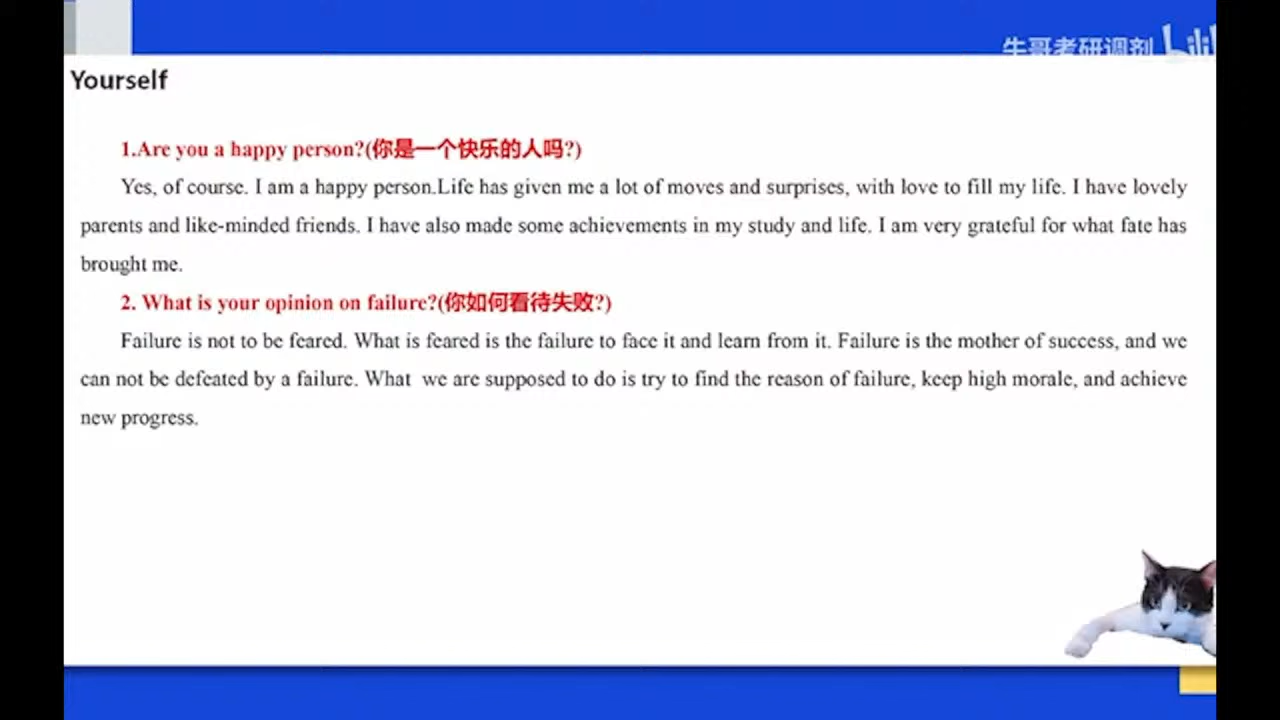 牛哥考研调剂
Yourself
1.Are you a happy person?(你是一个快乐的人吗?)
Yes, of course. I am a happy person.Life has given me a lot of moves and surprises, with love to fill my life. I have lovely
parents and like-minded friends. I have also made some achievements in my study and life. I am very grateful for what fate has
brought me.
2. What is your opinion on failure?(你如何看待失败?)
Failure is not to be feared. What is feared is the failure to face it and learn from it. Failure is the mother of success, and we
can not be defeated by a failure. What  we are supposed to do is try to find the reason of failure, keep high morale, and achieve
new progress.